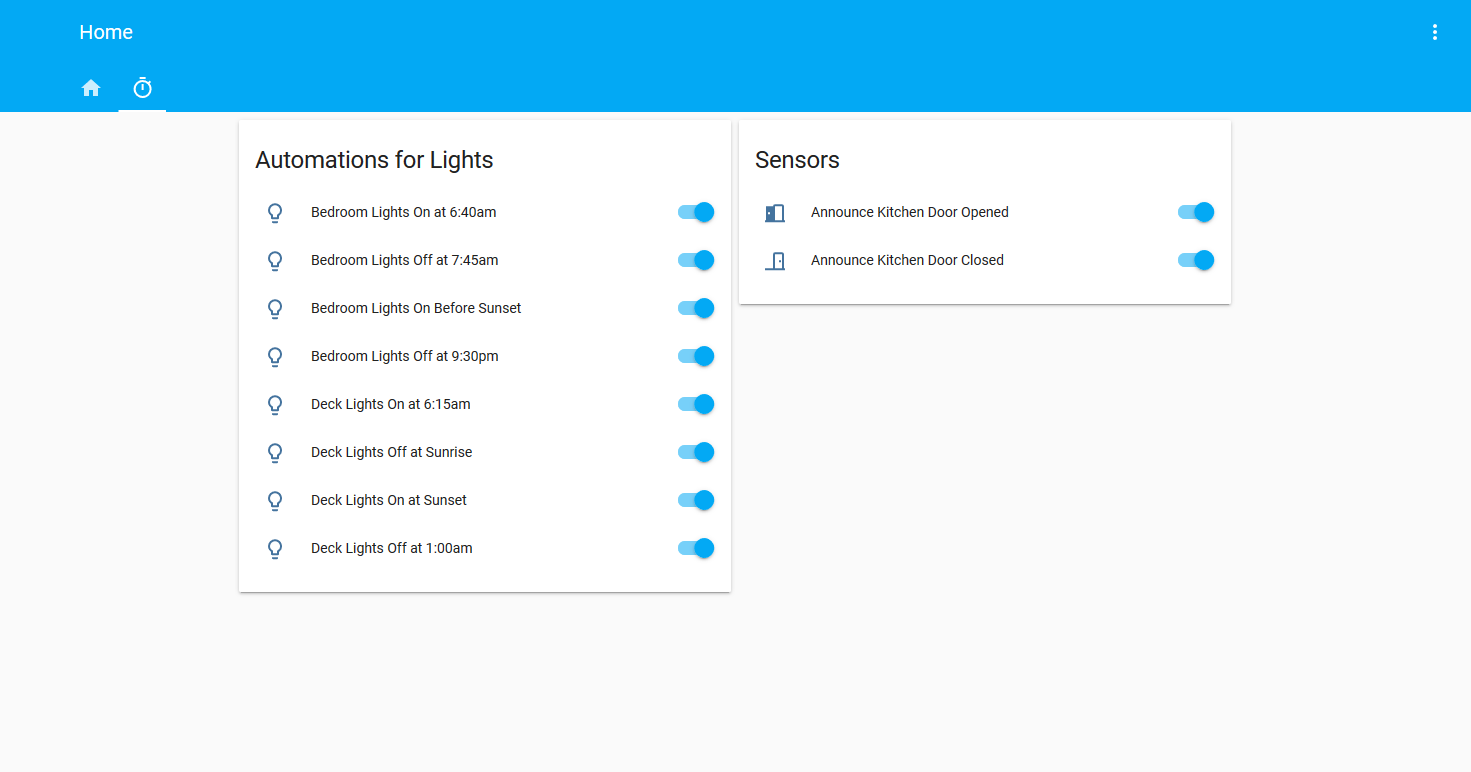 Home
Automations for Lights
Bedroom Lights On at 6:40am
Bedroom Lights Off at 7:45am
Bedroom Lights On Before Sunset
Bedroom Lights Off at 9:30pm
Deck Lights On at 6:15am
Deck Lights Off at Sunrise
Deck Lights On at Sunset
Deck Lights Off at 1:00am
Sensors
Announce Kitchen Door Opened
Announce Kitchen Door Closed